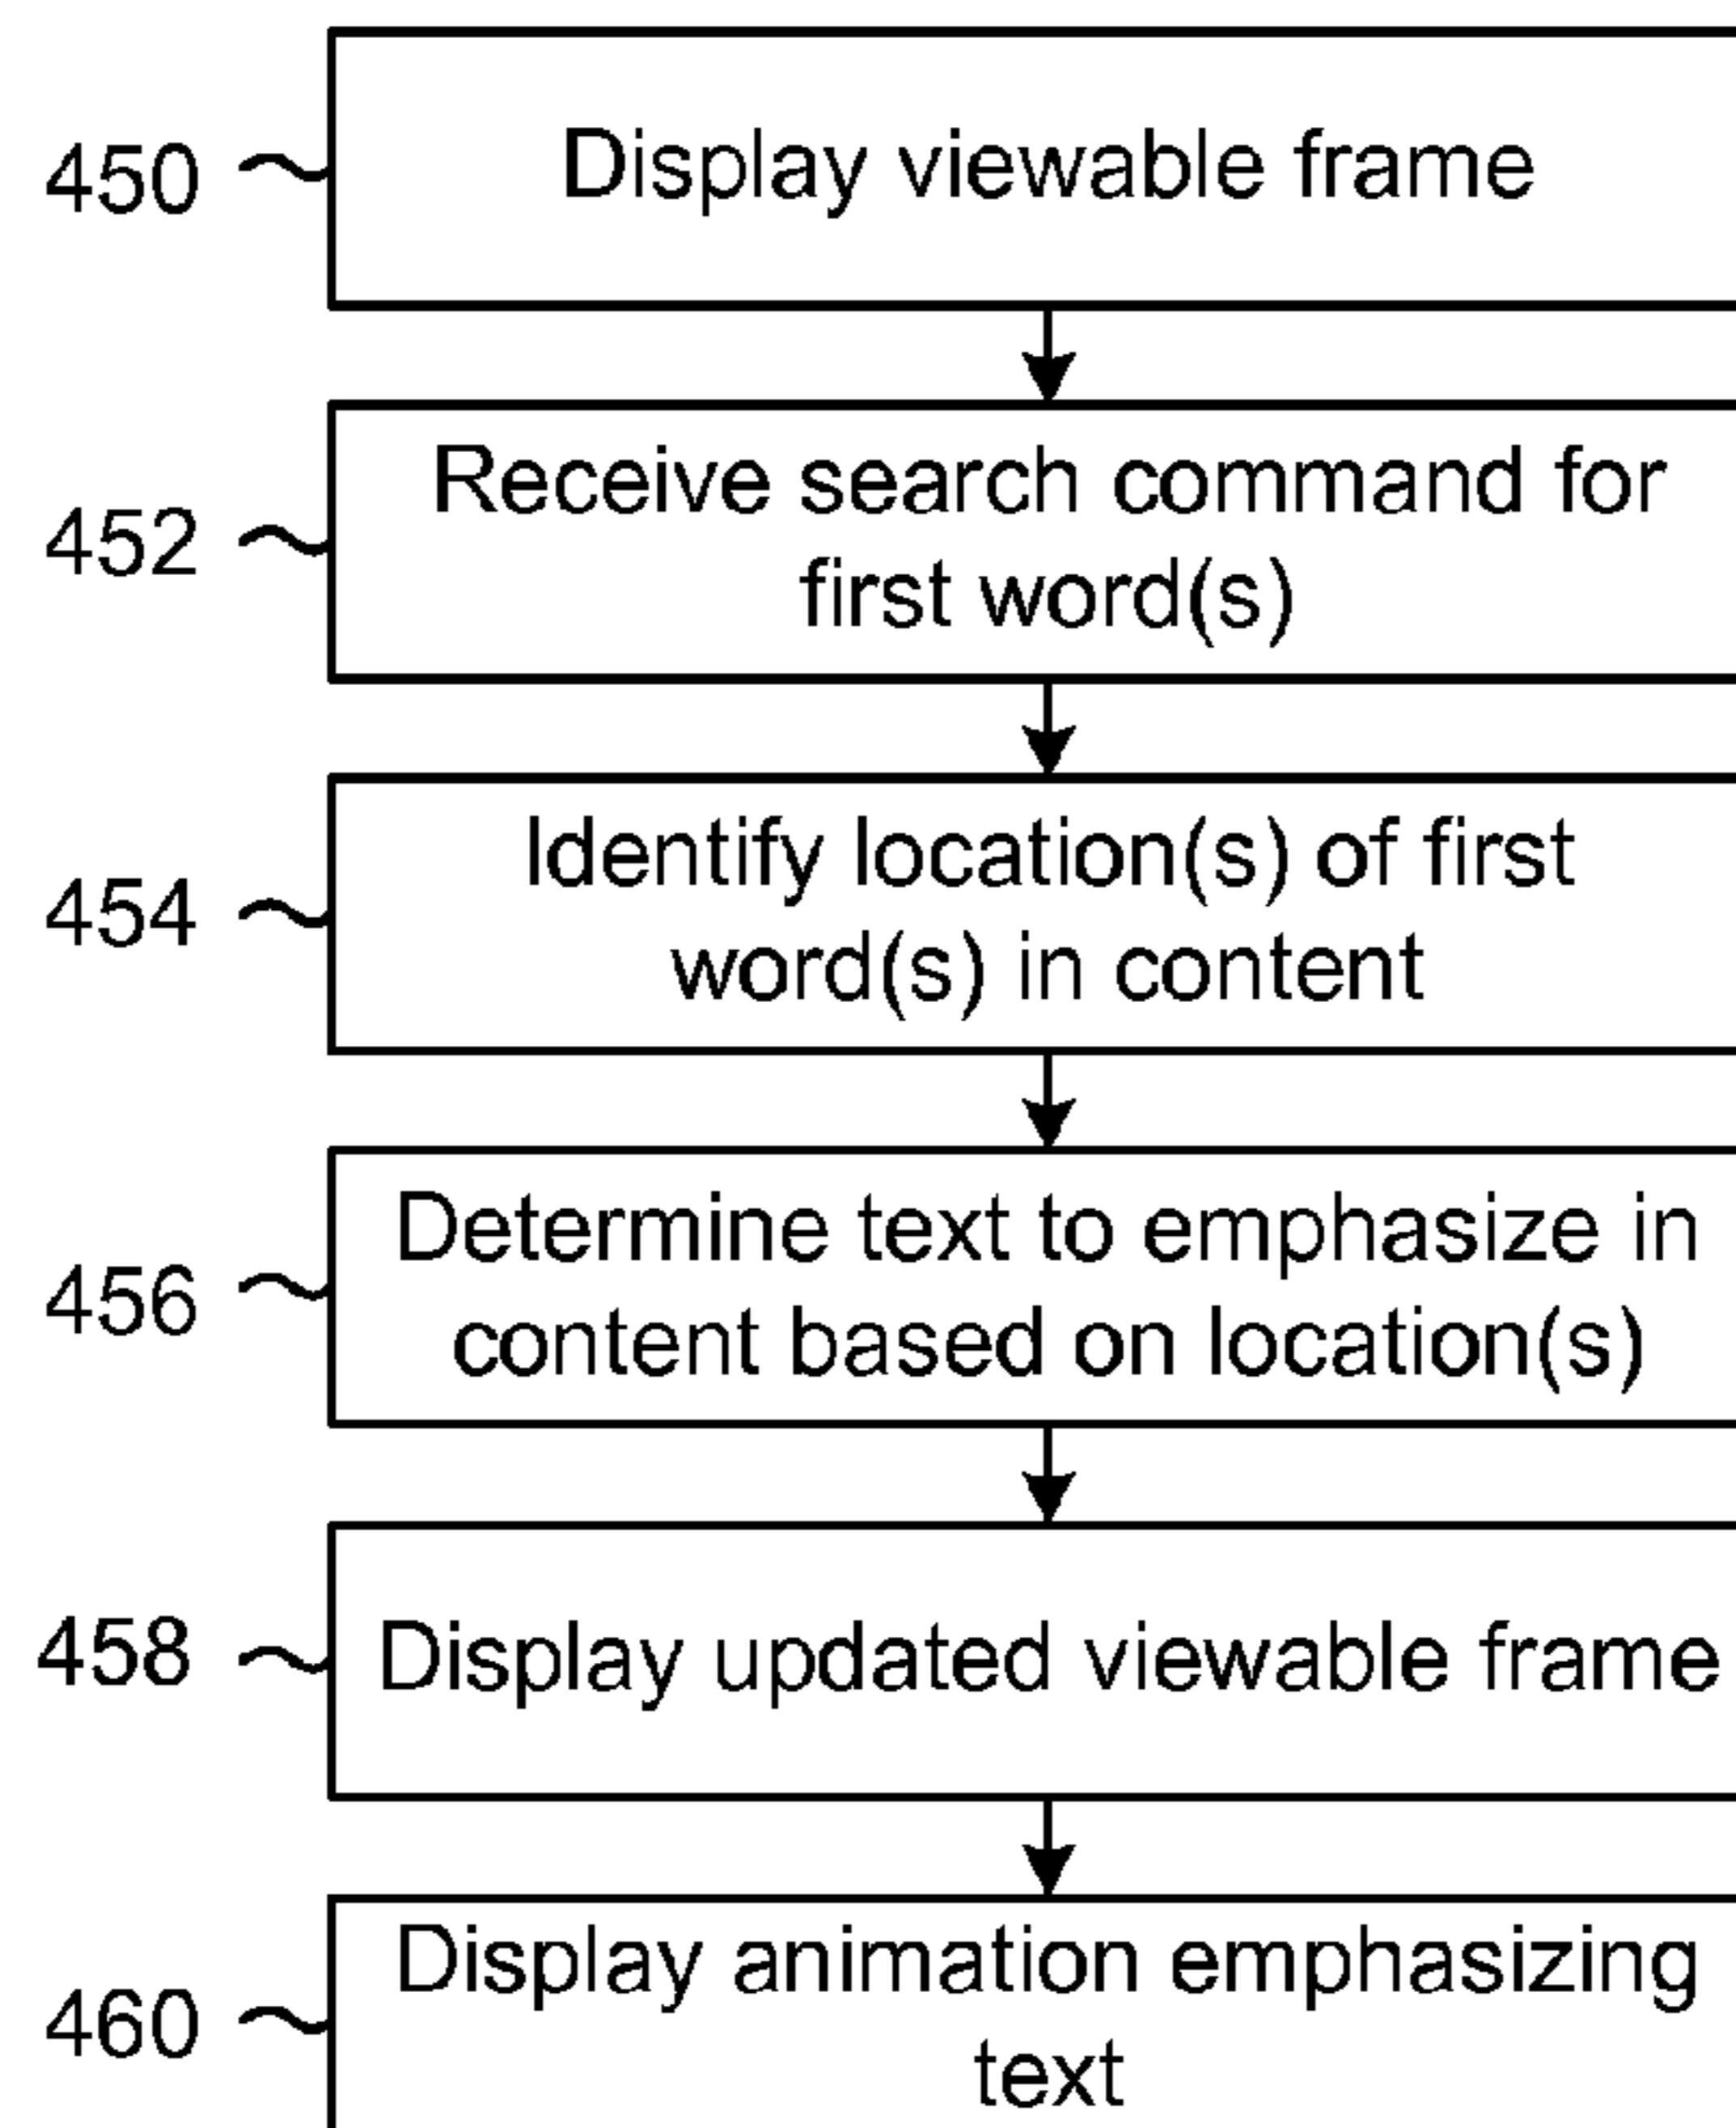 450
Display viewable frame
452
Receive search command for
first word(s)
454
Identify location(s) of first
word(s) in content
456
Determine text to emphasize in
content based on location(s)
458
Display updated viewable frame
460
Display animation emphasizing
text